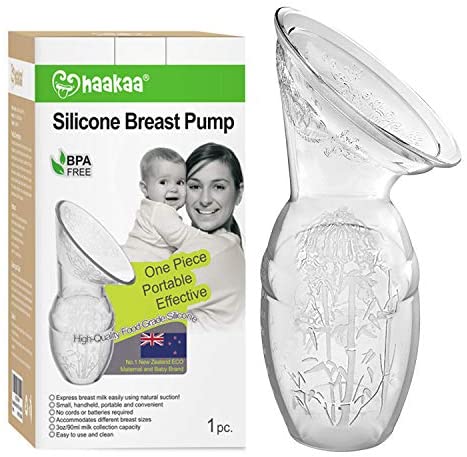 haakaa®
Silicone Breast Pump
BPA
FREE
One Piece
Portable
Effective
High-Quality Food Grade Silicone
No.1 New Zealand ECO
Maternal and Baby Brand
Express breast milk easily using natural suction!
Small, handheld, portable and convenient
No cords or batteries required
Accommodates different breast sizes
3oz/90ml milk collection capacity
Easy to use and clean
1 pc.